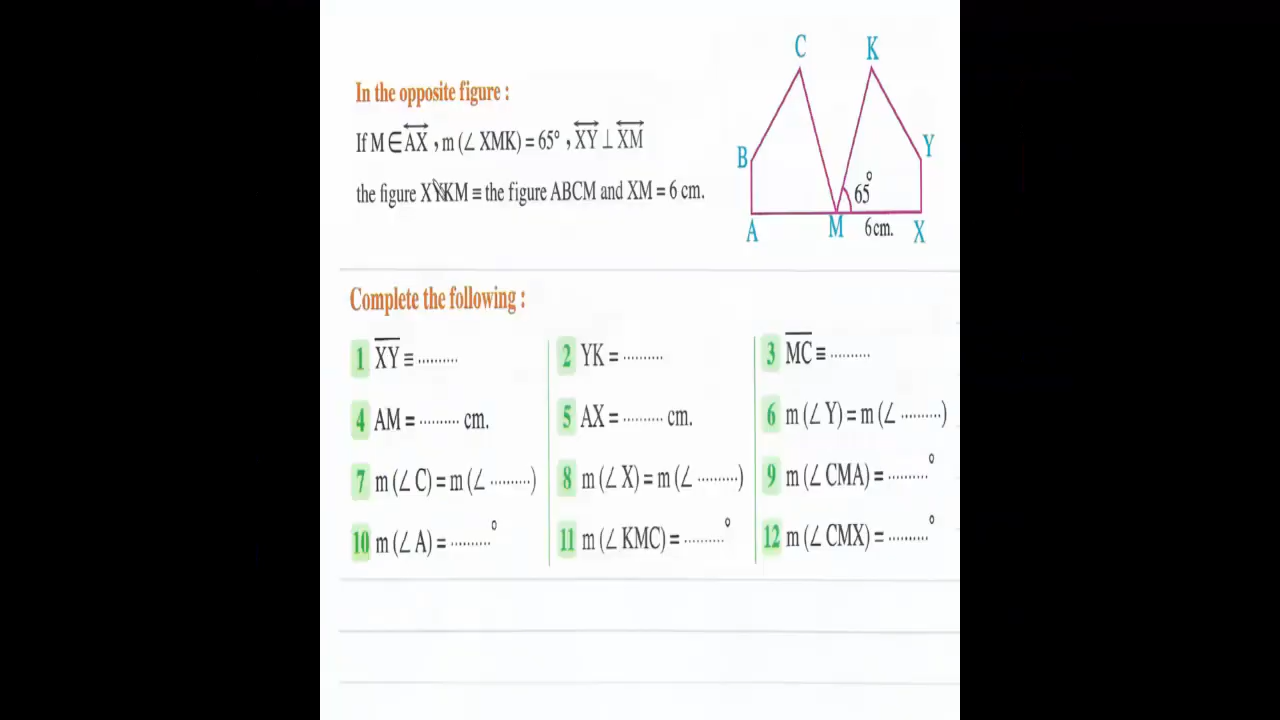 In the opposite figure :
If M ∈ AX , m (∠ XMK) = 65° , XY ⊥ XM
the figure XYKM ≡ the figure ABCM and XM = 6 cm.
C K
B Y
65°
A M 6 cm. X
Complete the following :
1 XY ≡ .......... 2 YK = .......... 3 MC ≡ ..........
4 AM = .......... cm. 5 AX = .......... cm. 6 m (∠ Y) = m (∠ ..........)
7 m (∠ C) = m (∠ ..........) 8 m (∠ X) = m (∠ ..........) 9 m (∠ CMA) = ..........°
10 m (∠ A) = ..........° 11 m (∠ KMC) = ..........° 12 m (∠ CMX) = ..........°